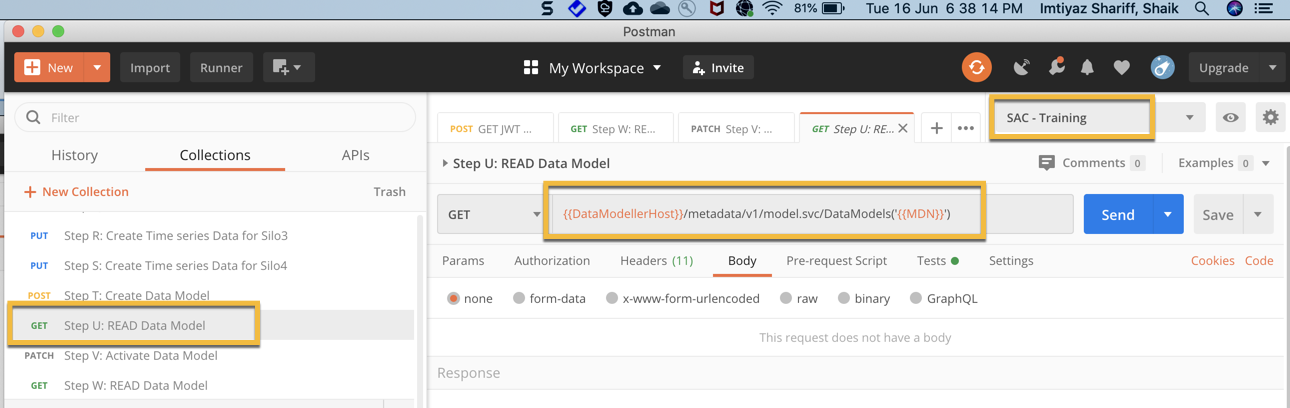 81% Tue 16 Jun 6 38 14 PM Imtiyaz Shariff, Shaik
Postman
New Import Runner My Workspace Invite Upgrade
Filter
History Collections APIs
New Collection Trash
PUT Step R: Create Time series Data for Silo3
PUT Step S: Create Time series Data for Silo4
POST Step T: Create Data Model
GET Step U: READ Data Model
PATCH Step V: Activate Data Model
GET Step W: READ Data Model
POST GET JWT ... GET Step W: RE... PATCH Step V: ... GET Step U: RE... SAC - Training
Step U: READ Data Model Comments 0 Examples 0
GET {{DataModellerHost}}/metadata/v1/model.svc/DataModels('{{MDN}}') Send Save
Params Authorization Headers (11) Body Pre-request Script Tests Settings Cookies Code
none form-data x-www-form-urlencoded raw binary GraphQL
This request does not have a body
Response